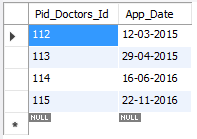 Pid_Doctors_Id App_Date
112 12-03-2015
113 29-04-2015
114 16-06-2016
115 22-11-2016
NULL NULL